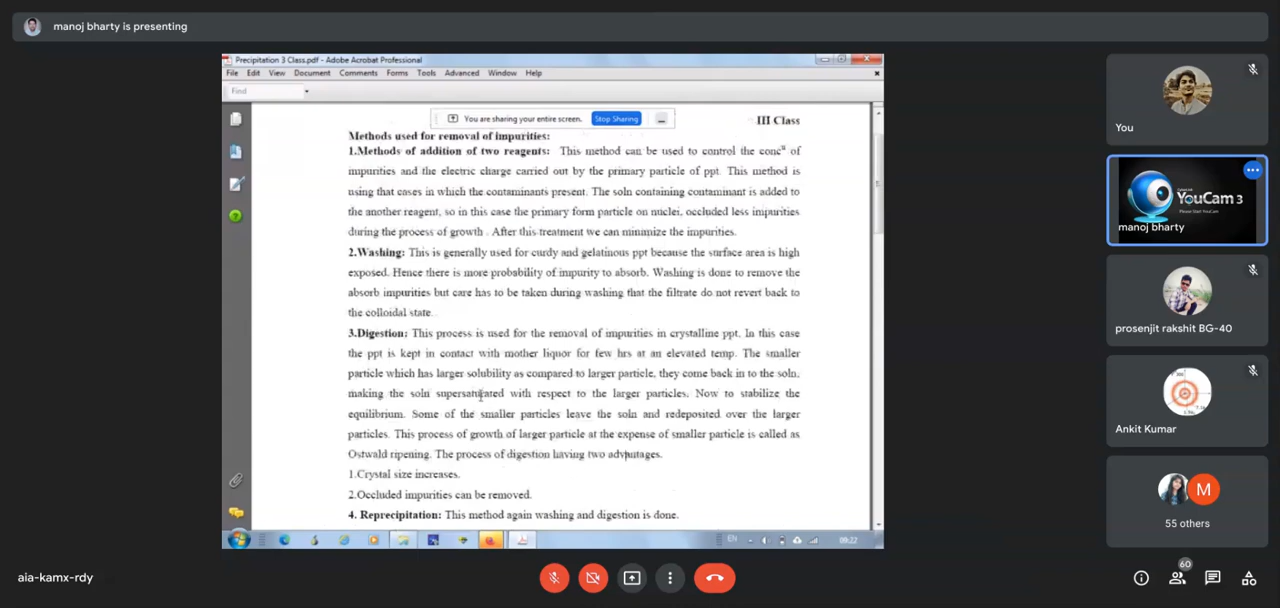 manoj bharty is presenting
Precipitation 3 Class.pdf - Adobe Acrobat Professional
File Edit View Document Comments Forms Tools Advanced Window Help
Find
You are sharing your entire screen. Stop Sharing
III Class
Methods used for removal of impurities:
1.Methods of addition of two reagents: This method can be used to control the concⁿ of
impurities and the electric charge carried out by the primary particle of ppt. This method is
using that cases in which the contaminants present. The soln containing contaminant is added to
the another reagent, so in this case the primary form particle on nuclei, occluded less impurities
during the process of growth . After this treatment we can minimize the impurities.
2.Washing: This is generally used for curdy and gelatinous ppt because the surface area is high
exposed. Hence there is more probability of impurity to absorb. Washing is done to remove the
absorb impurities but care has to be taken during washing that the filtrate do not revert back to
the colloidal state.
3.Digestion: This process is used for the removal of impurities in crystalline ppt. In this case
the ppt is kept in contact with mother liquor for few hrs at an elevated temp. The smaller
particle which has larger solubility as compared to larger particle, they come back in to the soln,
making the soln supersaturated with respect to the larger particles. Now to stabilize the
equilibrium. Some of the smaller particles leave the soln and redeposited over the larger
particles. This process of growth of larger particle at the expense of smaller particle is called as
Ostwald ripening. The process of digestion having two advantages.
1.Crystal size increases.
2.Occluded impurities can be removed.
4. Reprecipitation: This method again washing and digestion is done.
EN
09:22
You
YouCam 3
Please Start YouCam
manoj bharty
prosenjit rakshit BG-40
Ankit Kumar
M
55 others
aia-kamx-rdy
60